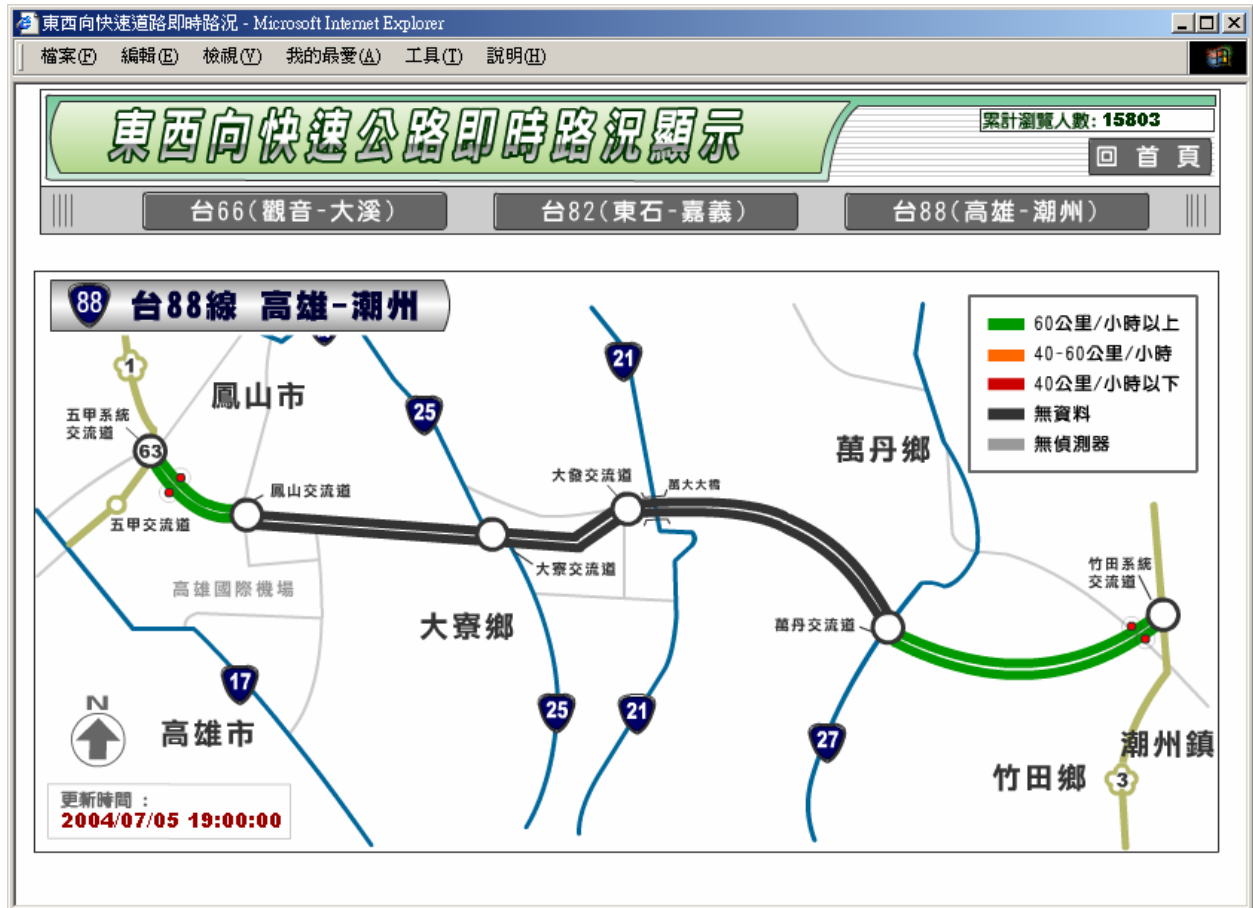 東西向快速道路即時路況 - Microsoft Internet Explorer
檔案(F) 編輯(E) 檢視(V) 我的最愛(A) 工具(T) 說明(H)
東西向快速公路即時路況顯示
累計瀏覽人數: 15803
回首頁
台66(觀音-大溪)
台82(東石-嘉義)
台88(高雄-潮州)
88 台88線 高雄-潮州
60公里/小時以上
40-60公里/小時
40公里/小時以下
無資料
無偵測器
1
21
鳳山市
25
五甲系統
交流道
63
萬丹鄉
大發交流道
萬大大橋
鳳山交流道
五甲交流道
大寮交流道
竹田系統
交流道
高雄國際機場
大寮鄉
萬丹交流道
17
25
21
27
N
高雄市
潮州鎮
竹田鄉
3
更新時間 :
2004/07/05 19:00:00